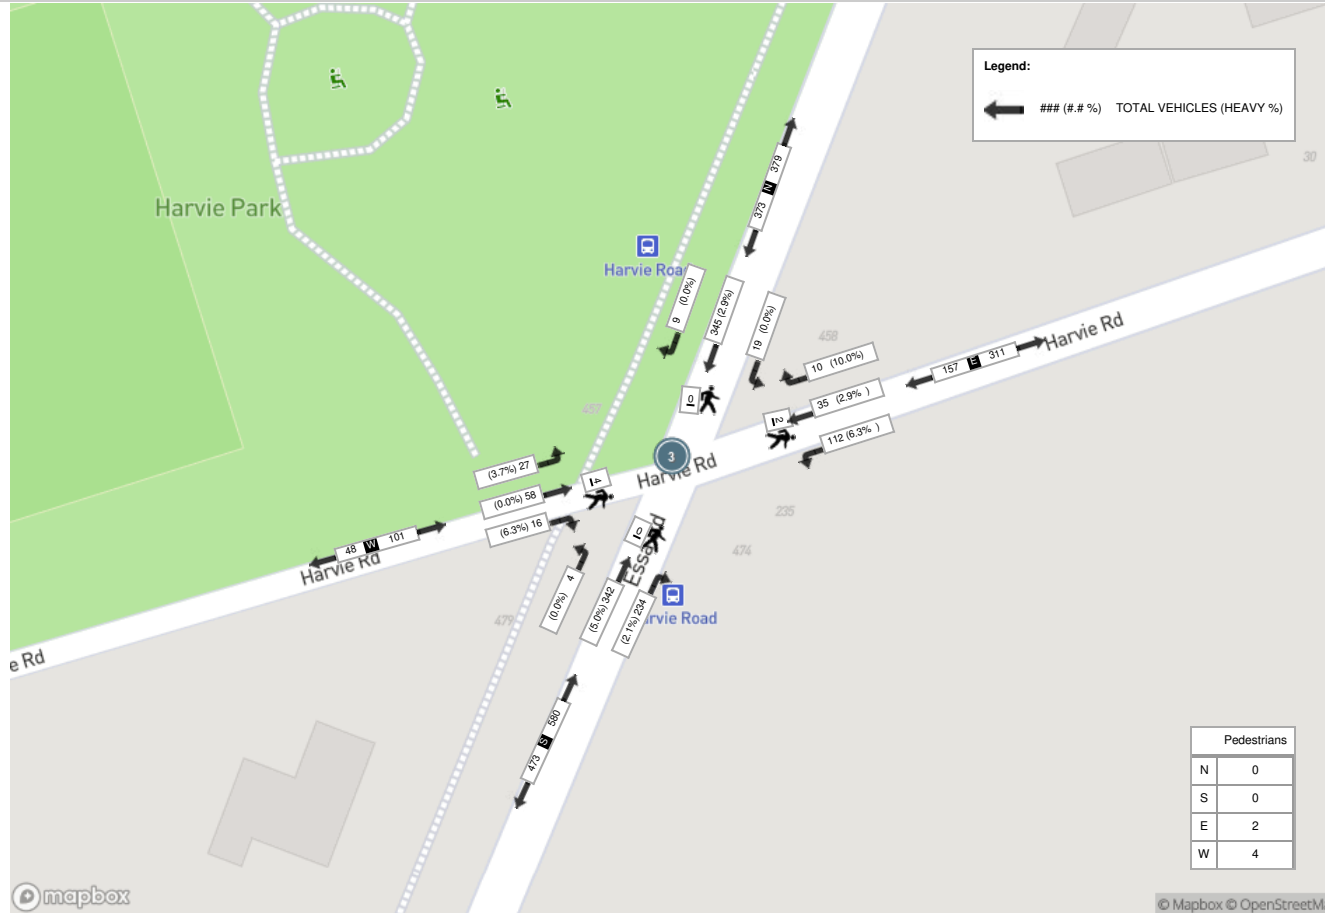 Legend:
### (#.# %) TOTAL VEHICLES (HEAVY %)
30
Harvie Park
373 N 379
Harvie Roa
9 (0.0%)
345 (2.9%)
19 (0.0%)
458
10 (10.0%)
157 E 311
Harvie Rd
35 (2.9% )
112 (6.3% )
0
2
457
3
Harvie Rd
(3.7%) 27
(0.0%) 58
(6.3%) 16
4
0
235
474
48 W 101
Harvie Rd
Essa
d
(0.0%) 4
(5.0%) 342
(2.1%) 234
rvie Road
479
e Rd
473 S 580
Pedestrians
N 0
S 0
E 2
W 4
mapbox
© Mapbox © OpenStreetM